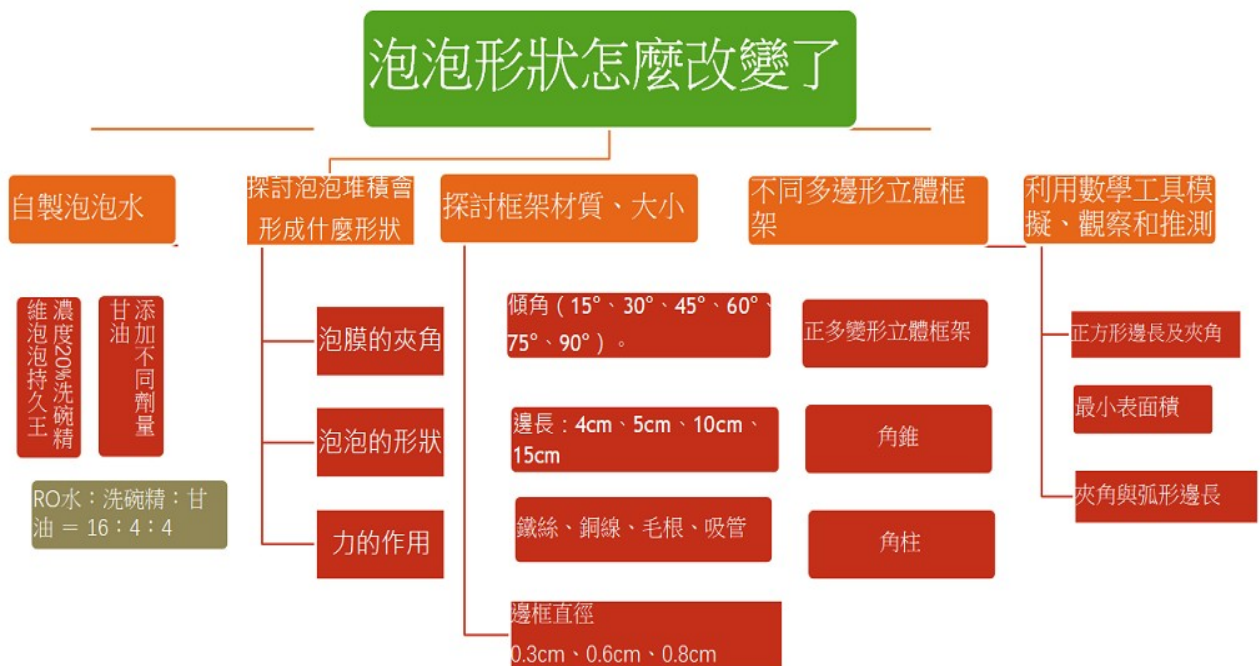 泡泡形狀怎麼改變了
自製泡泡水
濃度20%洗碗精
維泡泡持久王
添加不同劑量
甘油
RO水：洗碗精：甘
油 ＝ 16：4：4
探討泡泡堆積會
形成什麼形狀
泡膜的夾角
泡泡的形狀
力的作用
探討框架材質、大小
傾角（15°、30°、45°、60°、
75°、90°）。
邊長：4cm、5cm、10cm、
15cm
鐵絲、銅線、毛根、吸管
邊框直徑
0.3cm、0.6cm、0.8cm
不同多邊形立體框
架
正多變形立體框架
角錐
角柱
利用數學工具模
擬、觀察和推測
正方形邊長及夾角
最小表面積
夾角與弧形邊長